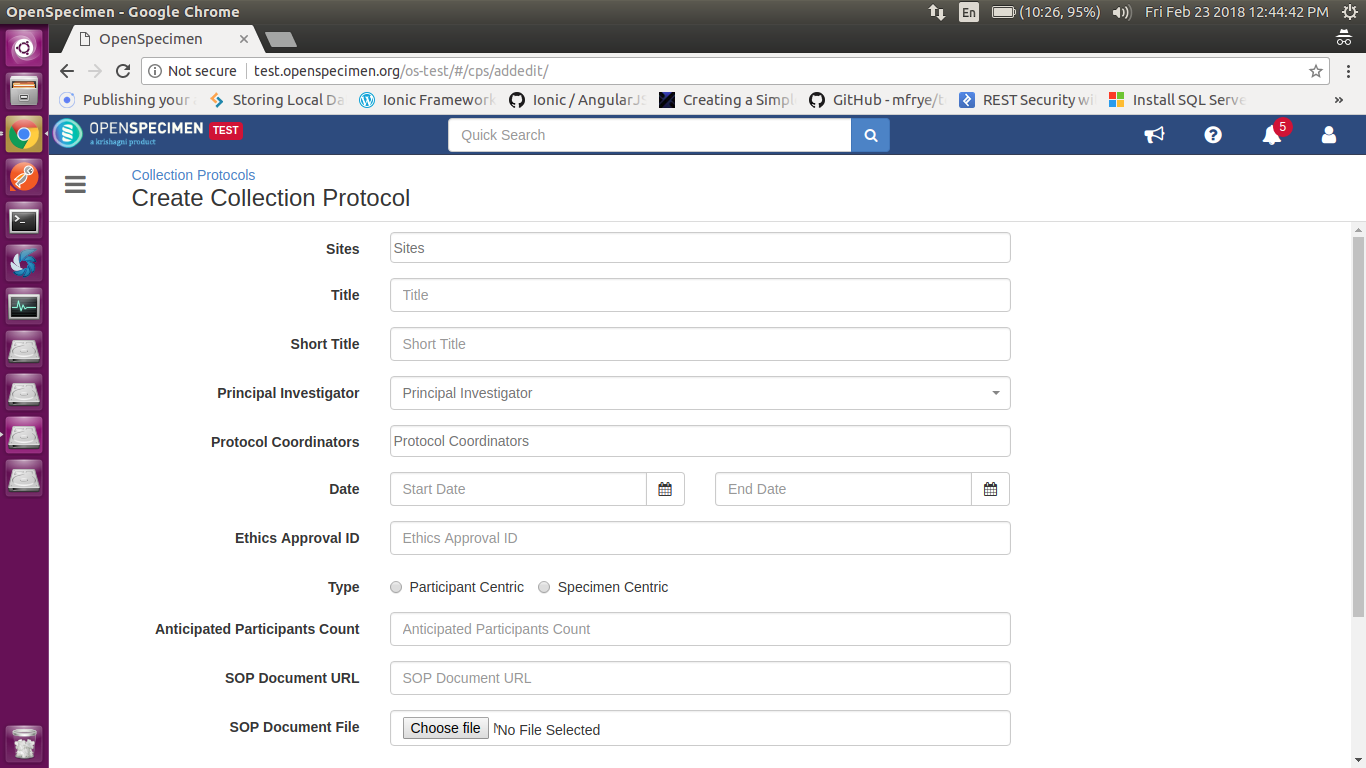 OpenSpecimen - Google Chrome En (10:26, 95%) Fri Feb 23 2018 12:44:42 PM
OpenSpecimen
Not secure test.openspecimen.org/os-test/#/cps/addedit/
Publishing your Storing Local Da Ionic Framework Ionic / AngularJS Creating a Simpl GitHub - mfrye/t REST Security wi Install SQL Serve »
OPENSPECIMEN TEST
a krishagni product
Quick Search
5
Collection Protocols
Create Collection Protocol
Sites Sites
Title Title
Short Title Short Title
Principal Investigator Principal Investigator
Protocol Coordinators Protocol Coordinators
Date Start Date End Date
Ethics Approval ID Ethics Approval ID
Type Participant Centric Specimen Centric
Anticipated Participants Count Anticipated Participants Count
SOP Document URL SOP Document URL
SOP Document File Choose file No File Selected